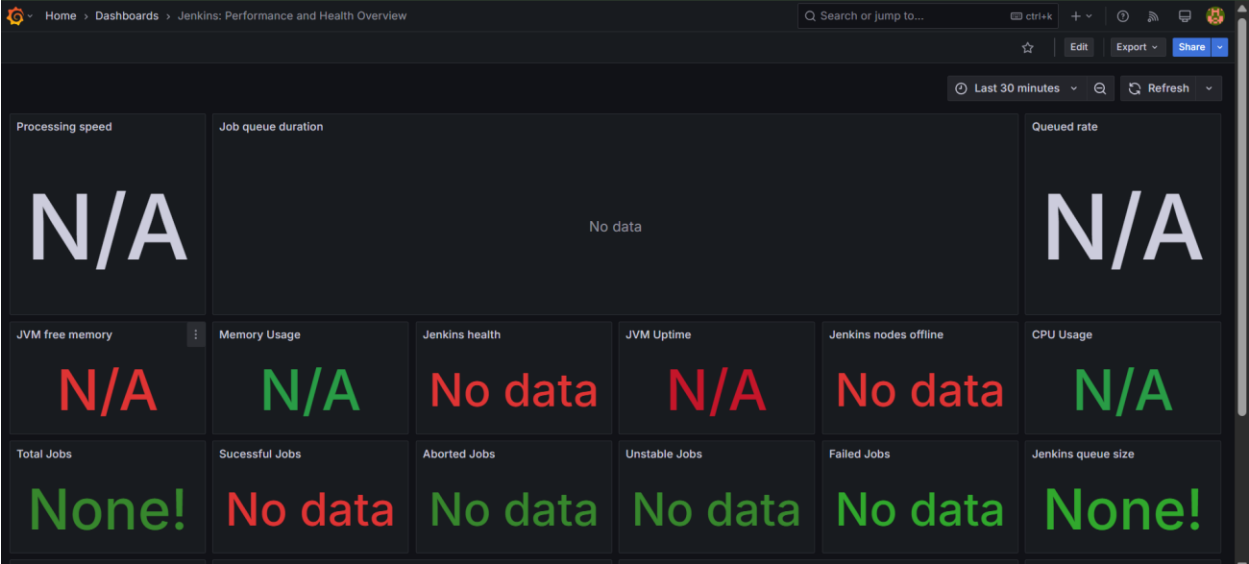 Home › Dashboards › Jenkins: Performance and Health Overview
Search or jump to...
ctrl+k
Edit
Export
Share
Last 30 minutes
Refresh
Processing speed
N/A
Job queue duration
No data
Queued rate
N/A
JVM free memory
N/A
Memory Usage
N/A
Jenkins health
No data
JVM Uptime
N/A
Jenkins nodes offline
No data
CPU Usage
N/A
Total Jobs
None!
Sucessful Jobs
No data
Aborted Jobs
No data
Unstable Jobs
No data
Failed Jobs
No data
Jenkins queue size
None!